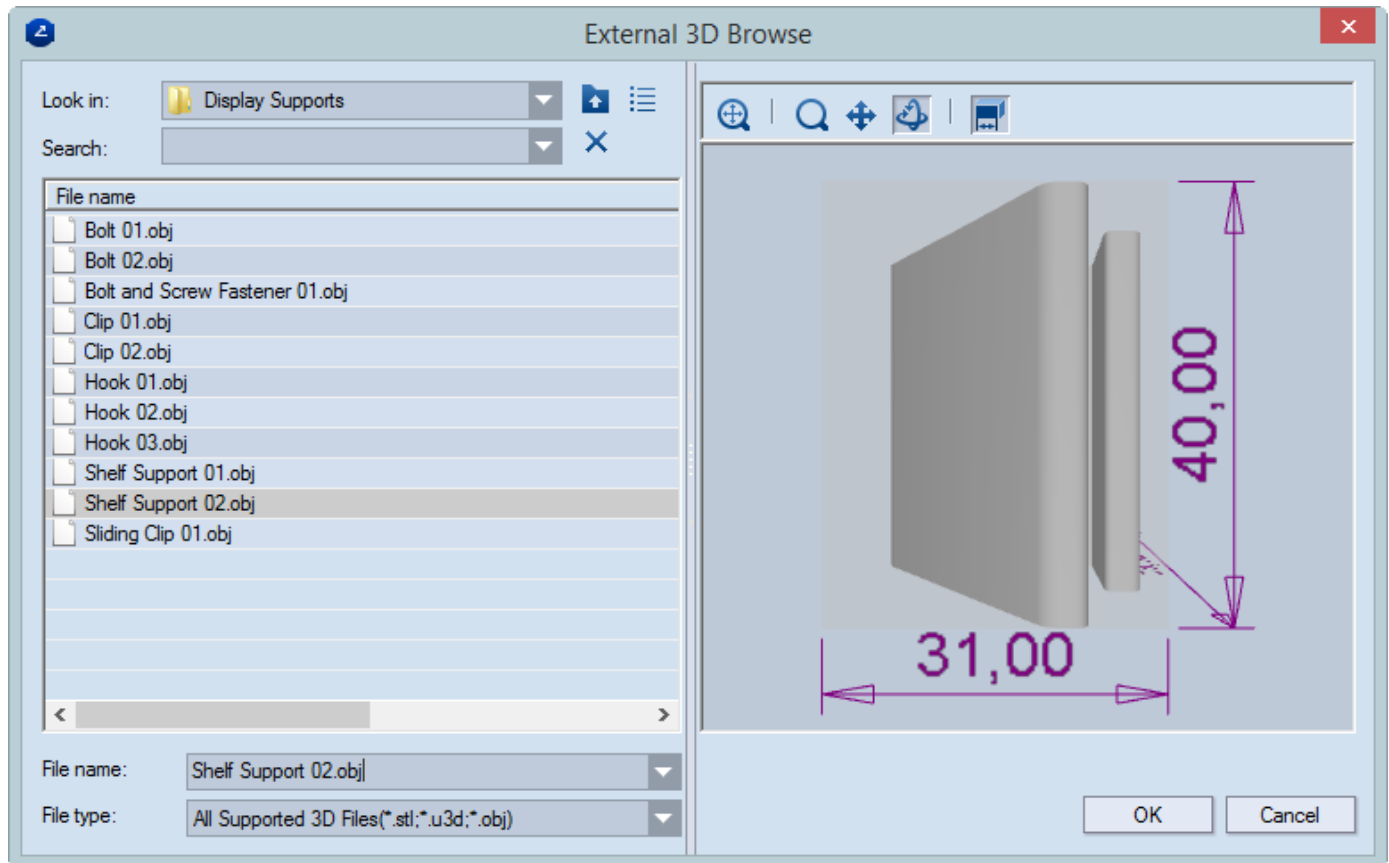 External 3D Browse
Look in:
Display Supports
Search:
File name
Bolt 01.obj
Bolt 02.obj
Bolt and Screw Fastener 01.obj
Clip 01.obj
Clip 02.obj
Hook 01.obj
Hook 02.obj
Hook 03.obj
Shelf Support 01.obj
Shelf Support 02.obj
Sliding Clip 01.obj
40,00
31,00
File name:
Shelf Support 02.obj
File type:
All Supported 3D Files(*.stl;*.u3d;*.obj)
OK
Cancel